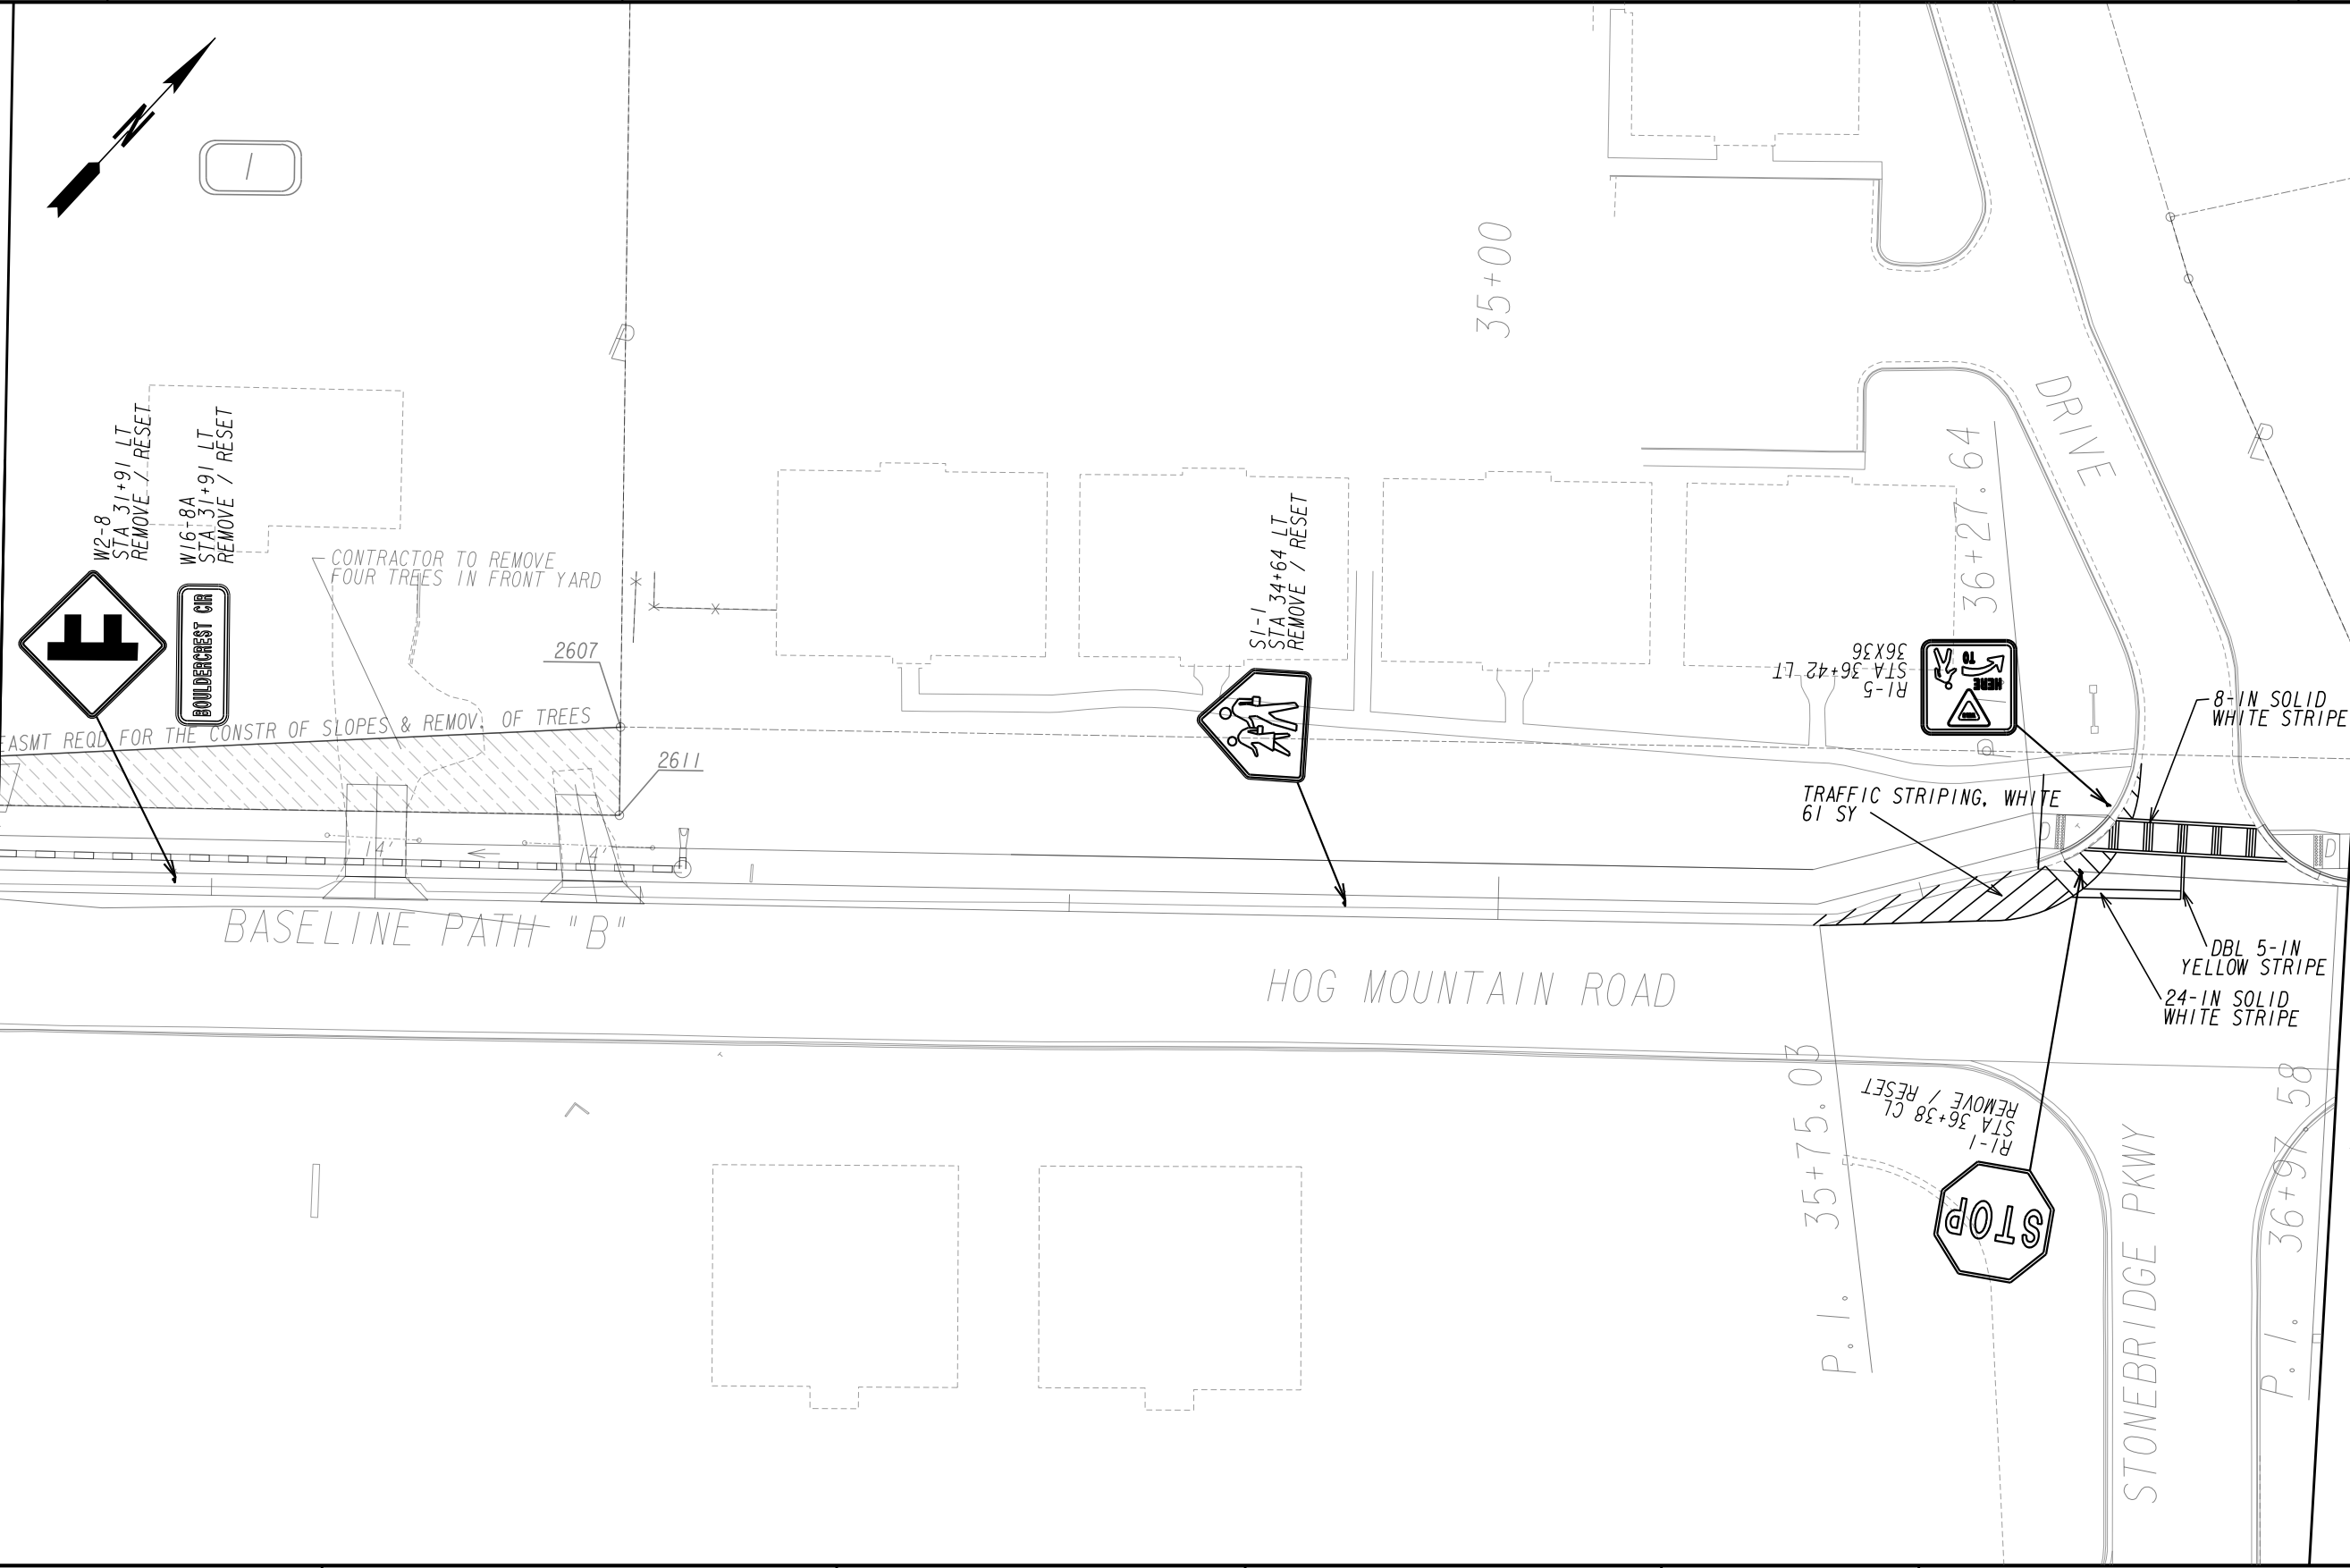 N
1
35+00
P
DRIVE
P
36+27.64
W2-8
STA 31+91 LT
REMOVE / RESET
W16-8A
STA 31+91 LT
REMOVE / RESET
BOULDERCREST CIR
CONTRACTOR TO REMOVE
FOUR TREES IN FRONT YARD
2607
2611
EASMT REQD FOR THE CONSTR OF SLOPES & REMOV. OF TREES
14'
14'
S1-1
STA 34+64 LT
REMOVE / RESET
R1-5
STA 36+42 LT
36X36
HERE
TO
8-IN SOLID
WHITE STRIPE
TRAFFIC STRIPING, WHITE
61 SY
D
D
BASELINE PATH "B"
HOG MOUNTAIN ROAD
DBL 5-IN
YELLOW STRIPE
24-IN SOLID
WHITE STRIPE
P.I. 35+75.03
R1-1
STA 36+38 CL
REMOVE / RESET
STOP
STONEBRIDGE PKWY
P.I. 36+97.58